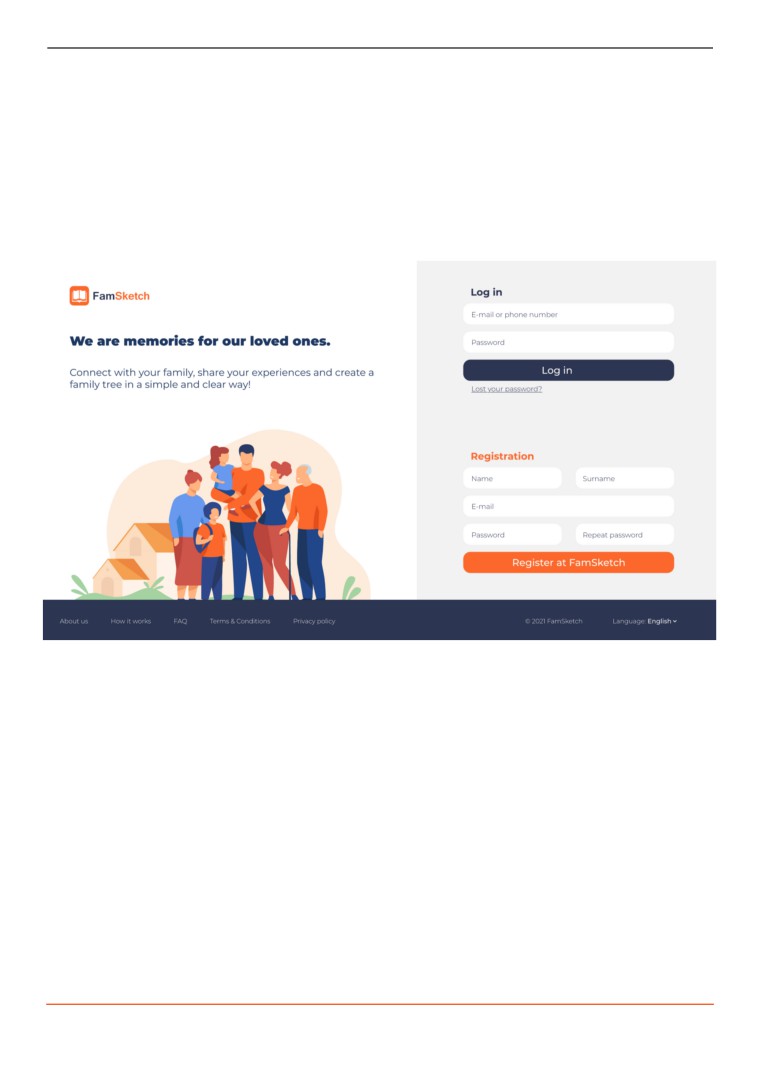 FamSketch
We are memories for our loved ones.
Connect with your family, share your experiences and create a
family tree in a simple and clear way!
Log in
E-mail or phone number
Password
Log in
Lost your password?
Registration
Name Surname
E-mail
Password Repeat password
Register at FamSketch
About us How it works FAQ Terms & Conditions Privacy policy © 2021 FamSketch Language: English